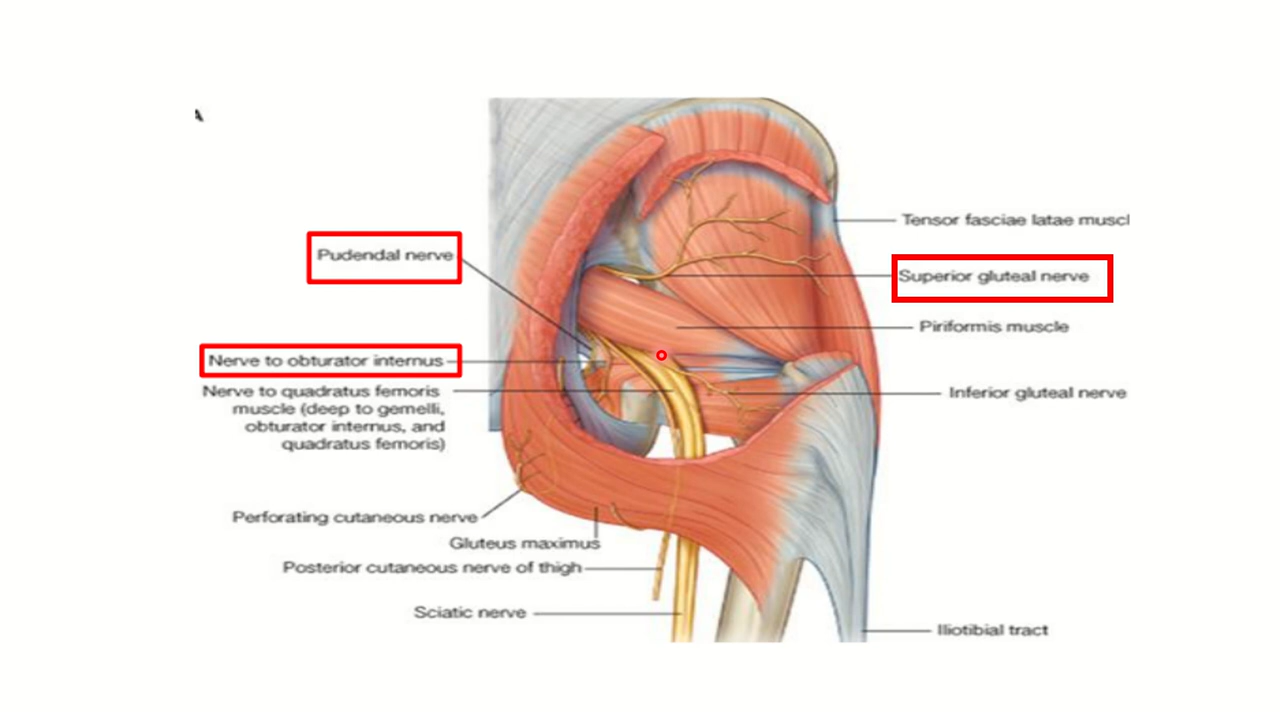 A
Tensor fasciae latae muscl
Pudendal nerve
Superior gluteal nerve
Piriformis muscle
Nerve to obturator internus
Nerve to quadratus femoris
muscle (deep to gemelli,
obturator internus, and
quadratus femoris)
Inferior gluteal nerve
Perforating cutaneous nerve
Gluteus maximus
Posterior cutaneous nerve of thigh
Sciatic nerve
Iliotibial tract